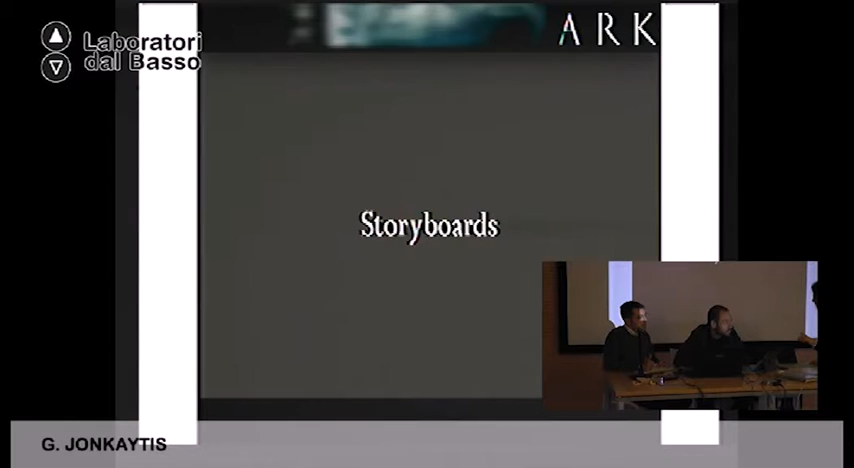 Laboratori
dal Basso
ARK
Storyboards
G. JONKAYTIS